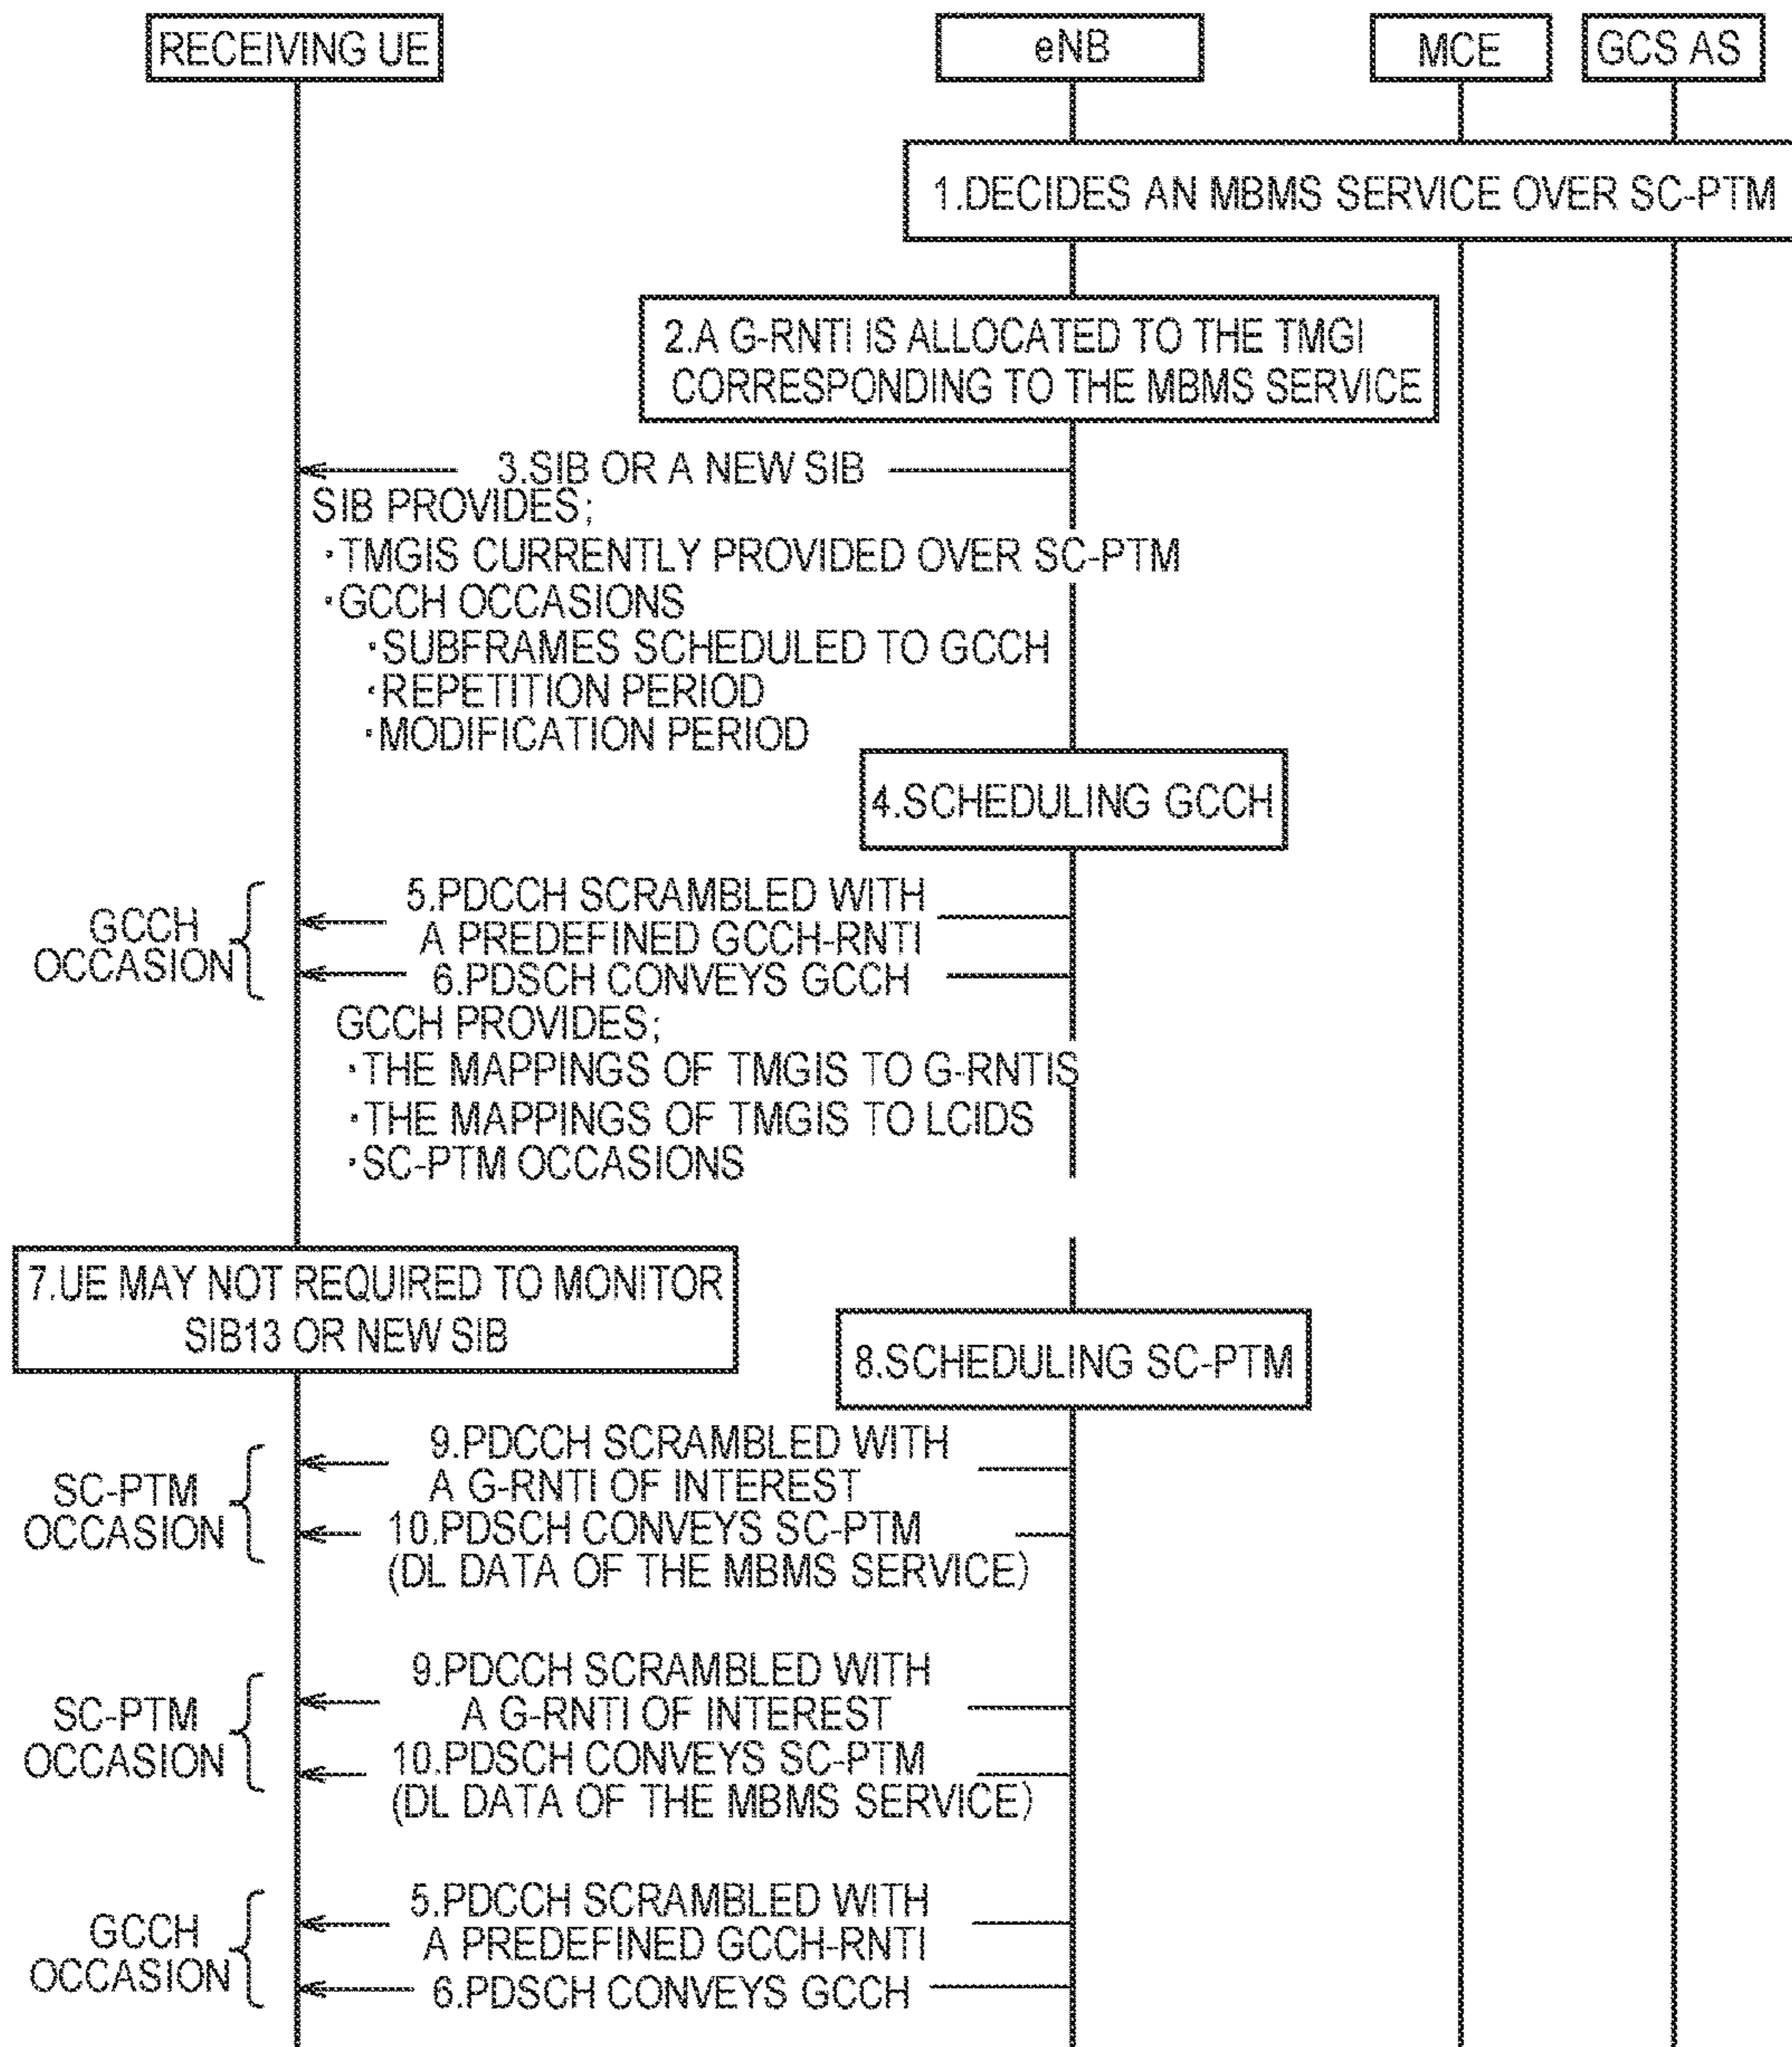 RECEIVING UE
eNB
MCE
GCS AS
1.DECIDES AN MBMS SERVICE OVER SC-PTM
2.A G-RNTI IS ALLOCATED TO THE TMGI
CORRESPONDING TO THE MBMS SERVICE
3.SIB OR A NEW SIB
SIB PROVIDES;
·TMGIS CURRENTLY PROVIDED OVER SC-PTM
·GCCH OCCASIONS
·SUBFRAMES SCHEDULED TO GCCH
·REPETITION PERIOD
·MODIFICATION PERIOD
4.SCHEDULING GCCH
GCCH
OCCASION
5.PDCCH SCRAMBLED WITH
A PREDEFINED GCCH-RNTI
6.PDSCH CONVEYS GCCH
GCCH PROVIDES;
·THE MAPPINGS OF TMGIS TO G-RNTIS
·THE MAPPINGS OF TMGIS TO LCIDS
·SC-PTM OCCASIONS
7.UE MAY NOT REQUIRED TO MONITOR
SIB13 OR NEW SIB
8.SCHEDULING SC-PTM
SC-PTM
OCCASION
9.PDCCH SCRAMBLED WITH
A G-RNTI OF INTEREST
10.PDSCH CONVEYS SC-PTM
(DL DATA OF THE MBMS SERVICE)
SC-PTM
OCCASION
9.PDCCH SCRAMBLED WITH
A G-RNTI OF INTEREST
10.PDSCH CONVEYS SC-PTM
(DL DATA OF THE MBMS SERVICE)
GCCH
OCCASION
5.PDCCH SCRAMBLED WITH
A PREDEFINED GCCH-RNTI
6.PDSCH CONVEYS GCCH